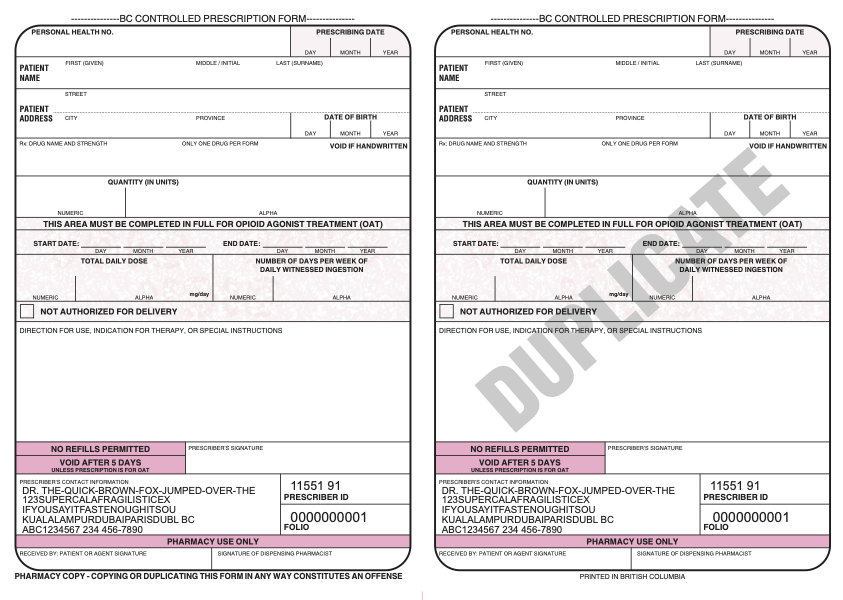 ---------------BC CONTROLLED PRESCRIPTION FORM---------------
PERSONAL HEALTH NO.
PRESCRIBING DATE
DAY MONTH YEAR
PATIENT NAME
FIRST (GIVEN) MIDDLE / INITIAL LAST (SURNAME)
STREET
PATIENT ADDRESS
CITY PROVINCE
DATE OF BIRTH
DAY MONTH YEAR
Rx: DRUG NAME AND STRENGTH ONLY ONE DRUG PER FORM VOID IF HANDWRITTEN
QUANTITY (IN UNITS)
NUMERIC ALPHA
THIS AREA MUST BE COMPLETED IN FULL FOR OPIOID AGONIST TREATMENT (OAT)
START DATE: END DATE:
DAY MONTH YEAR DAY MONTH YEAR
TOTAL DAILY DOSE
NUMBER OF DAYS PER WEEK OF
DAILY WITNESSED INGESTION
NUMERIC ALPHA mg/day NUMERIC ALPHA
NOT AUTHORIZED FOR DELIVERY
DIRECTION FOR USE, INDICATION FOR THERAPY, OR SPECIAL INSTRUCTIONS
NO REFILLS PERMITTED
PRESCRIBER'S SIGNATURE
VOID AFTER 5 DAYS
UNLESS PRESCRIPTION IS FOR OAT
PRESCRIBER'S CONTACT INFORMATION
DR. THE-QUICK-BROWN-FOX-JUMPED-OVER-THE
123SUPERCALAFRAGILISTICEX
IFYOUSAYITFASTENOUGHITSOU
KUALALAMPURDUBAIPARISDUBL BC
ABC1234567 234 456-7890
11551 91
PRESCRIBER ID
0000000001
FOLIO
PHARMACY USE ONLY
RECEIVED BY: PATIENT OR AGENT SIGNATURE SIGNATURE OF DISPENSING PHARMACIST
PHARMACY COPY - COPYING OR DUPLICATING THIS FORM IN ANY WAY CONSTITUTES AN OFFENSE
---------------BC CONTROLLED PRESCRIPTION FORM---------------
PERSONAL HEALTH NO.
PRESCRIBING DATE
DAY MONTH YEAR
PATIENT NAME
FIRST (GIVEN) MIDDLE / INITIAL LAST (SURNAME)
STREET
PATIENT ADDRESS
CITY PROVINCE
DATE OF BIRTH
DAY MONTH YEAR
Rx: DRUG NAME AND STRENGTH ONLY ONE DRUG PER FORM VOID IF HANDWRITTEN
QUANTITY (IN UNITS)
NUMERIC ALPHA
THIS AREA MUST BE COMPLETED IN FULL FOR OPIOID AGONIST TREATMENT (OAT)
START DATE: END DATE:
DAY MONTH YEAR DAY MONTH YEAR
TOTAL DAILY DOSE
NUMBER OF DAYS PER WEEK OF
DAILY WITNESSED INGESTION
NUMERIC ALPHA mg/day NUMERIC ALPHA
NOT AUTHORIZED FOR DELIVERY
DIRECTION FOR USE, INDICATION FOR THERAPY, OR SPECIAL INSTRUCTIONS
DUPLICATE
NO REFILLS PERMITTED
PRESCRIBER'S SIGNATURE
VOID AFTER 5 DAYS
UNLESS PRESCRIPTION IS FOR OAT
PRESCRIBER'S CONTACT INFORMATION
DR. THE-QUICK-BROWN-FOX-JUMPED-OVER-THE
123SUPERCALAFRAGILISTICEX
IFYOUSAYITFASTENOUGHITSOU
KUALALAMPURDUBAIPARISDUBL BC
ABC1234567 234 456-7890
11551 91
PRESCRIBER ID
0000000001
FOLIO
PHARMACY USE ONLY
RECEIVED BY: PATIENT OR AGENT SIGNATURE SIGNATURE OF DISPENSING PHARMACIST
PRINTED IN BRITISH COLUMBIA